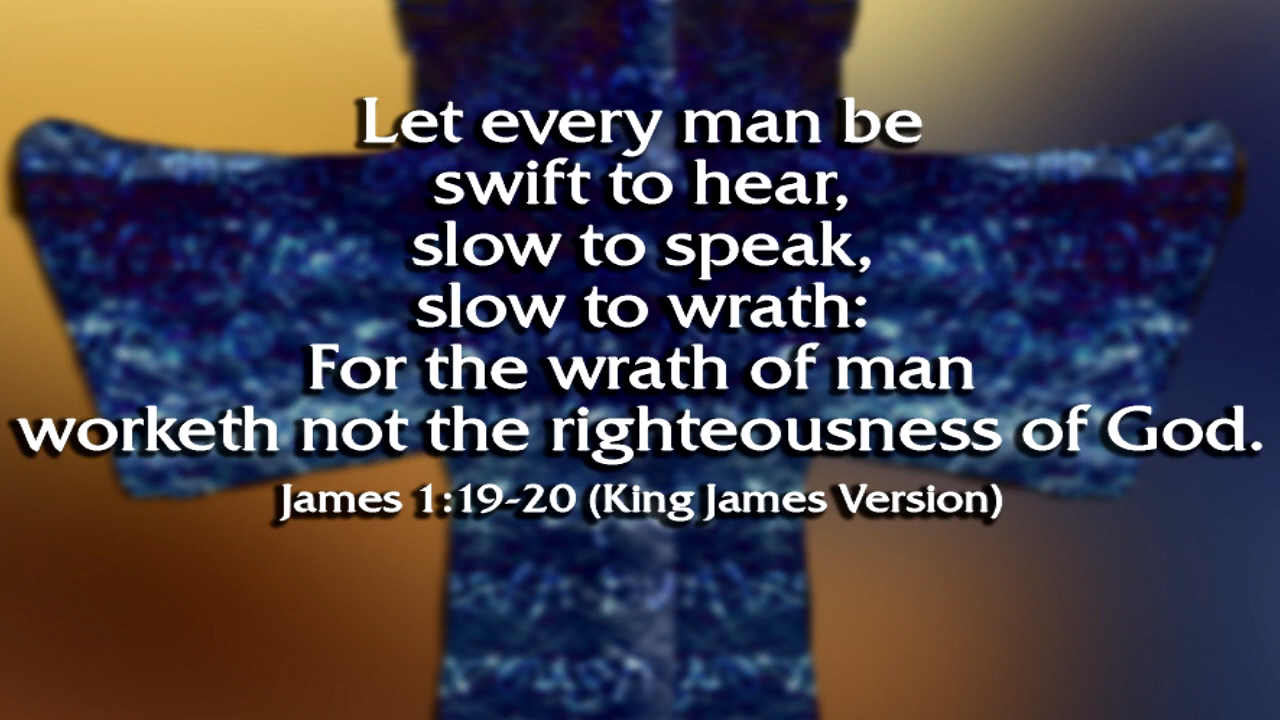 Let every man be
swift to hear,
slow to speak,
slow to wrath:
For the wrath of man
worketh not the righteousness of God.
James 1:19-20 (King James Version)